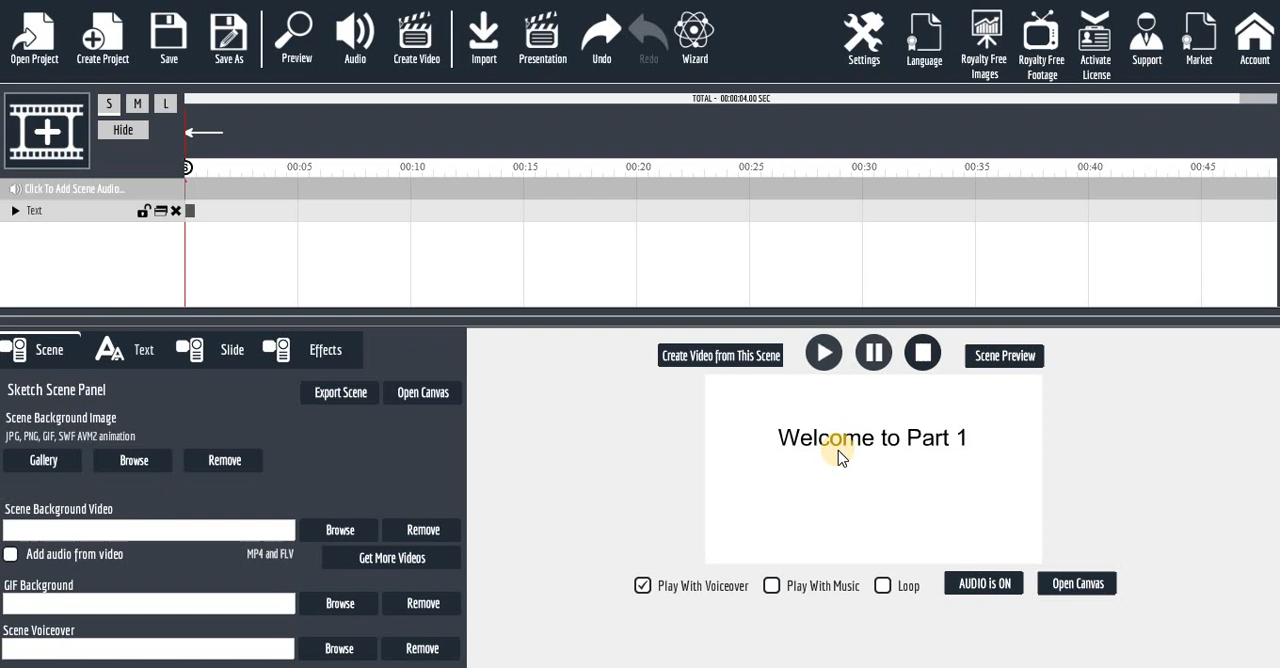 Open Project
Create Project
Save
Save As
Preview
Audio
Create Video
Import
Presentation
Undo
Redo
Wizard
Settings
Language
Royalty Free
Images
Royalty Free
Footage
Activate
License
Support
Market
Account
S M L
Hide
TOTAL - 00:00:04.00 SEC
00:05 00:10 00:15 00:20 00:25 00:30 00:35 00:40 00:45
Click To Add Scene Audio...
Text
Scene Text Slide Effects
Sketch Scene Panel
Export Scene
Open Canvas
Scene Background Image
JPG, PNG, GIF, SWF AVM2 animation
Gallery
Browse
Remove
Scene Background Video
Browse
Remove
Add audio from video
MP4 and FLV
Get More Videos
GIF Background
Browse
Remove
Scene Voiceover
Browse
Remove
Create Video from This Scene
Scene Preview
Welcome to Part 1
Play With Voiceover
Play With Music
Loop
AUDIO is ON
Open Canvas